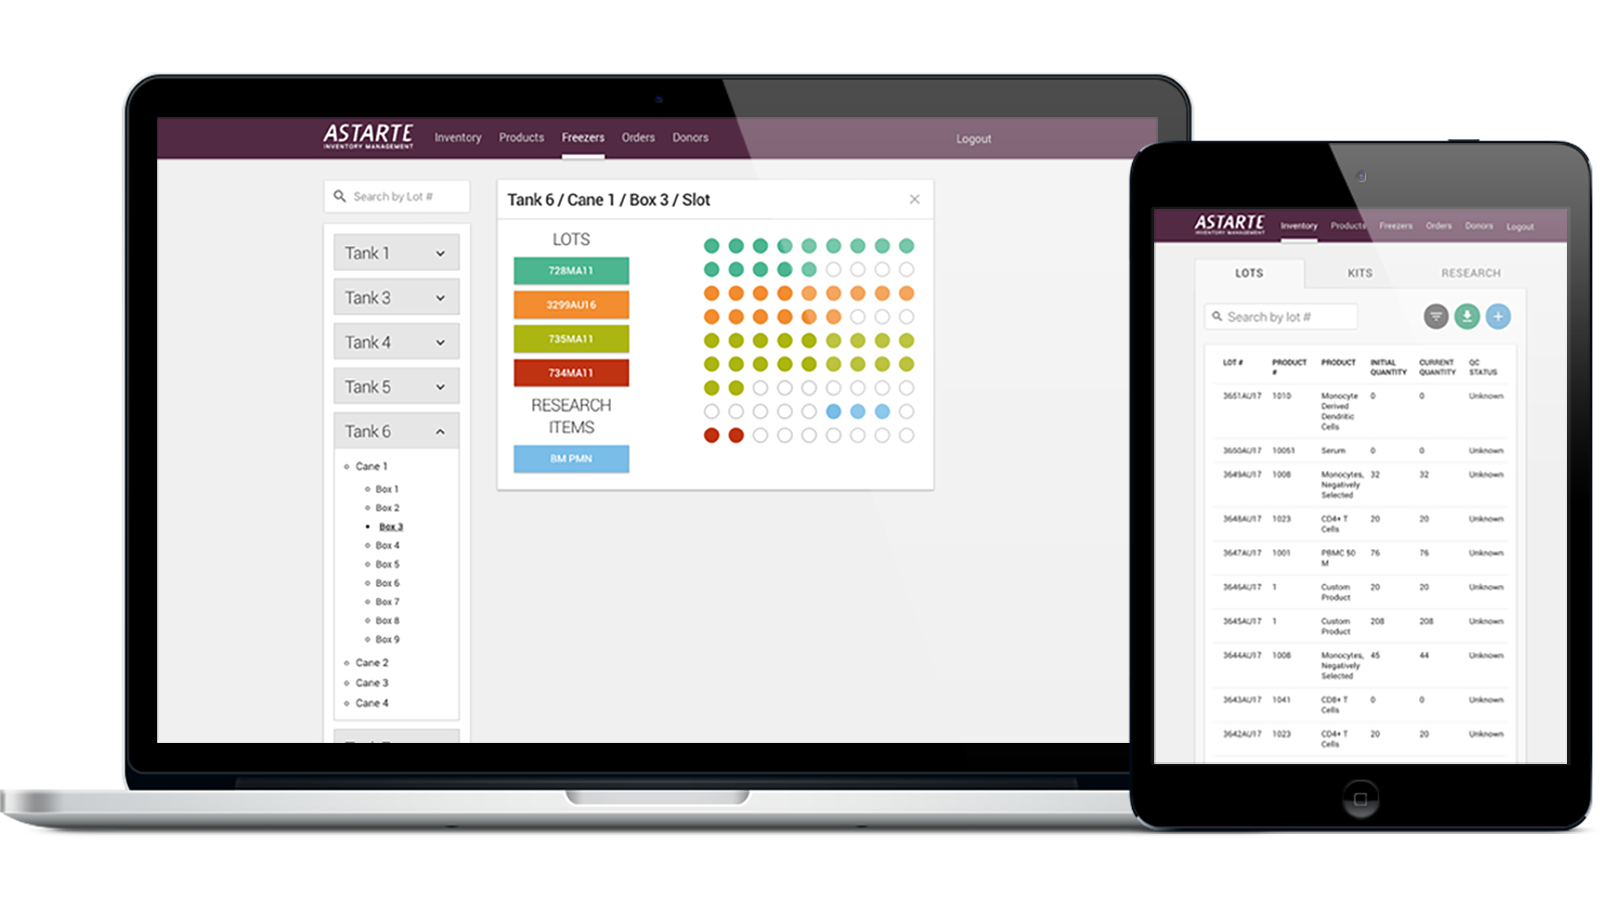 ASTARTE
INVENTORY MANAGEMENT
Inventory Products Freezers Orders Donors Logout
Search by Lot #
Tank 1
Tank 3
Tank 4
Tank 5
Tank 6
Cane 1
Box 1
Box 2
Box 3
Box 4
Box 5
Box 6
Box 7
Box 8
Box 9
Cane 2
Cane 3
Cane 4
Tank 6 / Cane 1 / Box 3 / Slot
LOTS
728MA11
3299AU16
735MA11
734MA11
RESEARCH
ITEMS
BM PMN
ASTARTE
INVENTORY MANAGEMENT
Inventory Products Freezers Orders Donors Logout
LOTS KITS RESEARCH
Search by lot #
LOT # PRODUCT PRODUCT INITIAL CURRENT QC
# QUANTITY QUANTITY STATUS
3651AU17 1010 Monocyte 0 0 Unknown
Derived
Dendritic
Cells
3650AU17 10051 Serum 0 0 Unknown
3649AU17 1008 Monocytes, 32 32 Unknown
Negatively
Selected
3648AU17 1023 CD4+ T 20 20 Unknown
Cells
3647AU17 1001 PBMC 50 76 76 Unknown
M
3646AU17 1 Custom 20 20 Unknown
Product
3645AU17 1 Custom 208 208 Unknown
Product
3644AU17 1008 Monocytes, 45 44 Unknown
Negatively
Selected
3643AU17 1041 CD8+ T 0 0 Unknown
Cells
3642AU17 1023 CD4+ T 20 20 Unknown
Cells